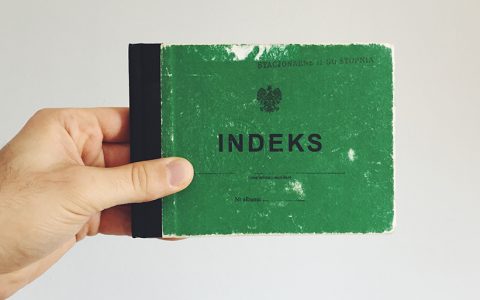 STACJONARNE II-GO STOPNIA
INDEKS
Nr albumu